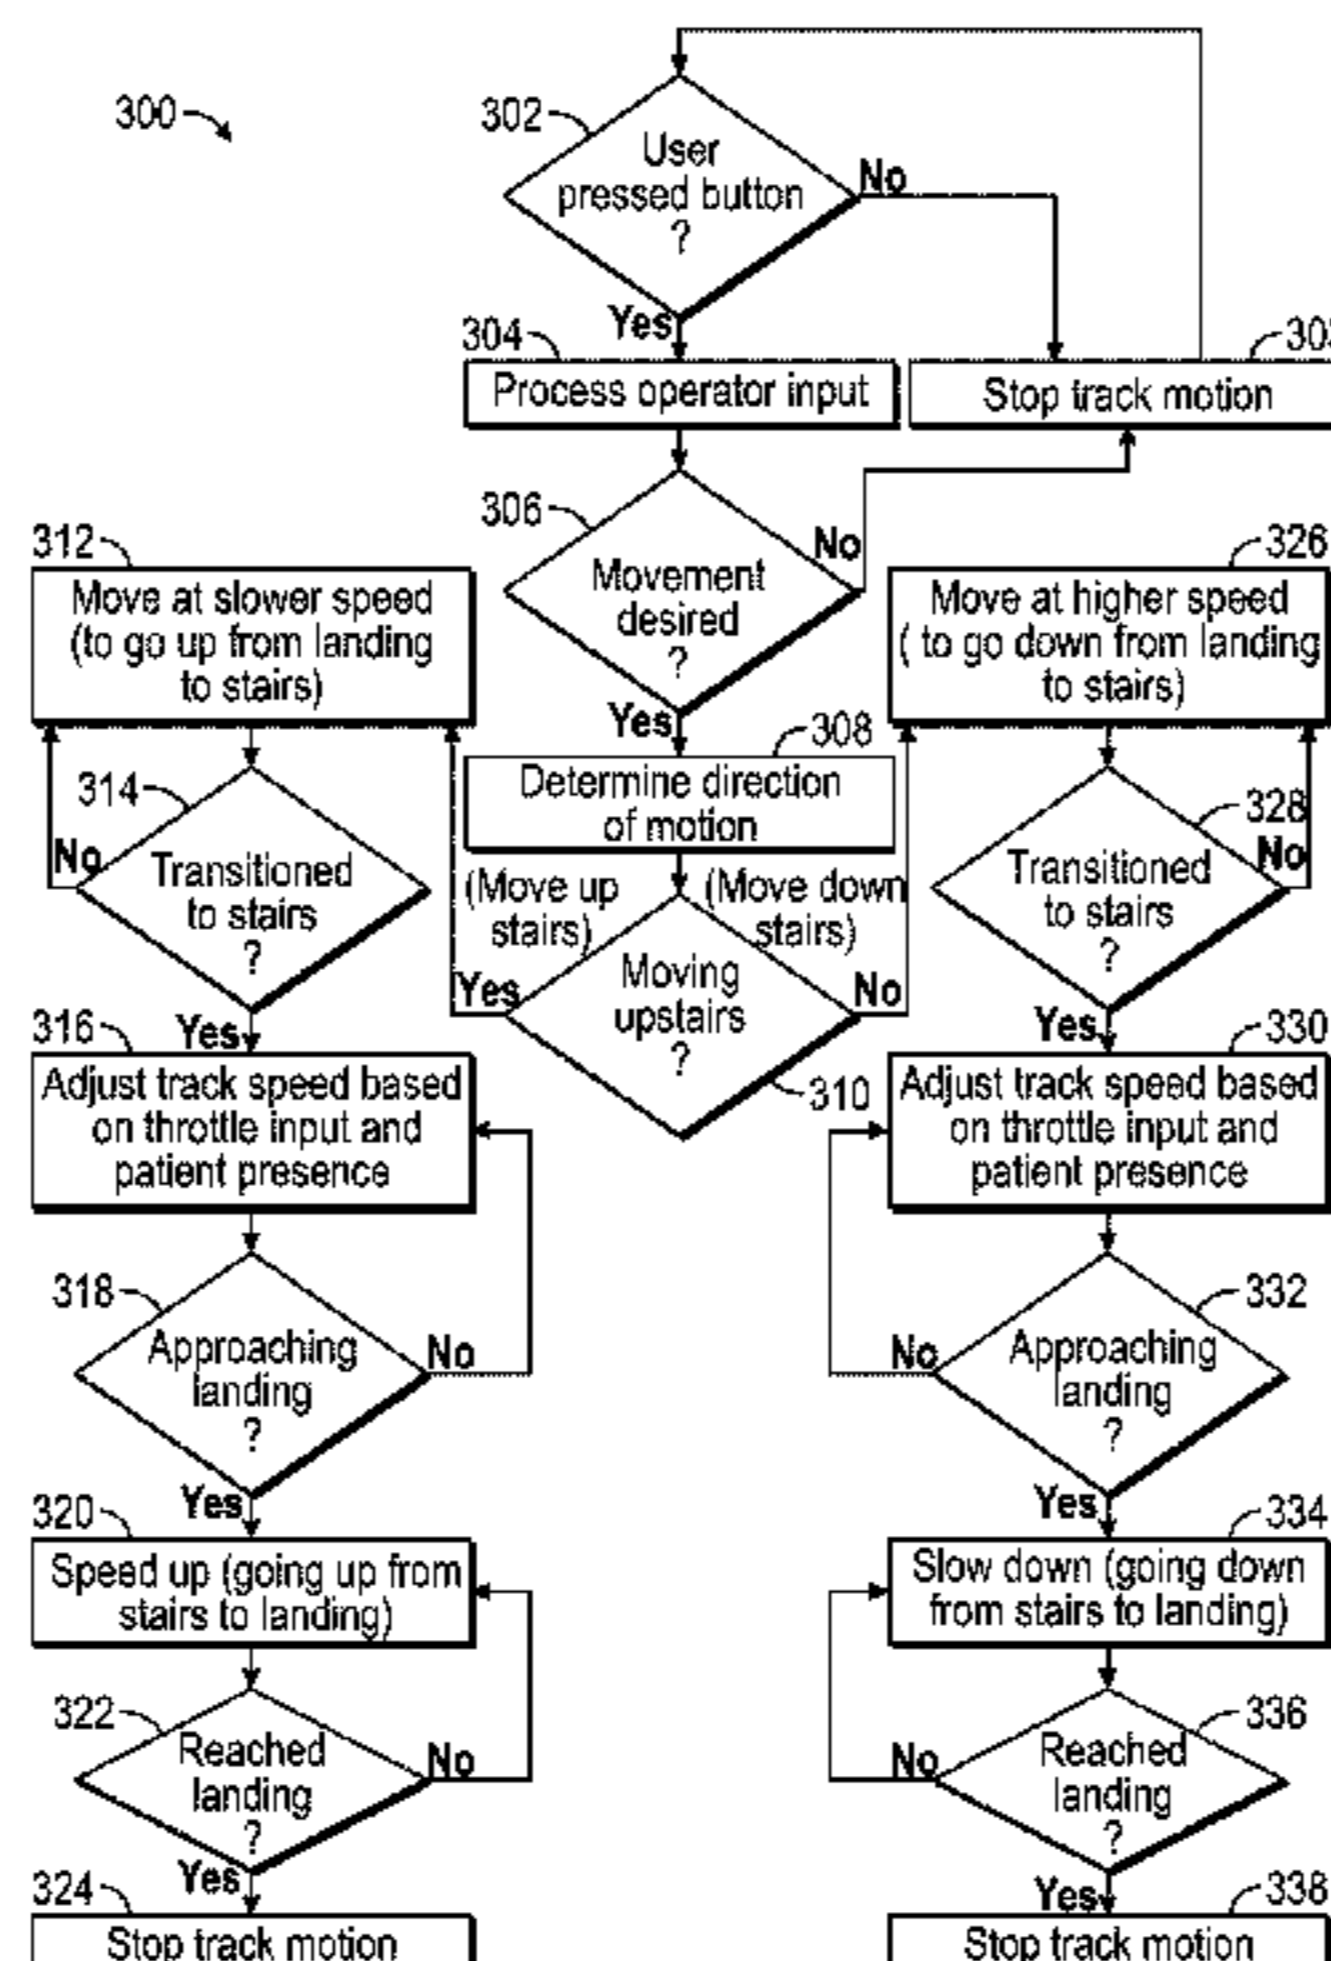 300
302
User
pressed button
?
No
Yes
304
Process operator input
Stop track motion
306
Movement
desired
?
No
Yes
312
Move at slower speed
(to go up from landing
to stairs)
326
Move at higher speed
( to go down from landing
to stairs)
308
Determine direction
of motion
314
Transitioned
to stairs
?
No
Yes
(Move up
stairs)
(Move down
stairs)
Moving
upstairs
?
Yes
No
310
328
Transitioned
to stairs
?
No
Yes
316
Adjust track speed based
on throttle input and
patient presence
330
Adjust track speed based
on throttle input and
patient presence
318
Approaching
landing
?
No
Yes
332
Approaching
landing
?
No
Yes
320
Speed up (going up from
stairs to landing)
334
Slow down (going down
from stairs to landing)
322
Reached
landing
?
No
Yes
336
Reached
landing
?
No
Yes
324
Stop track motion
338
Stop track motion